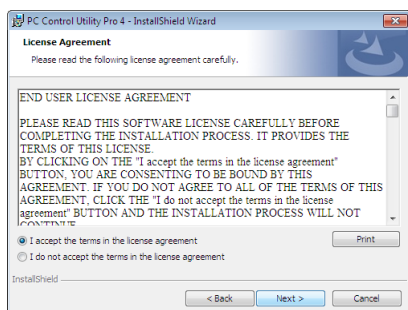 PC Control Utility Pro 4 - InstallShield Wizard
License Agreement
Please read the following license agreement carefully.
END USER LICENSE AGREEMENT
PLEASE READ THIS SOFTWARE LICENSE CAREFULLY BEFORE
COMPLETING THE INSTALLATION PROCESS. IT PROVIDES THE
TERMS OF THIS LICENSE.
BY CLICKING ON THE "I accept the terms in the license agreement"
BUTTON, YOU ARE CONSENTING TO BE BOUND BY THIS
AGREEMENT. IF YOU DO NOT AGREE TO ALL OF THE TERMS OF THIS
AGREEMENT, CLICK THE "I do not accept the terms in the license
agreement" BUTTON AND THE INSTALLATION PROCESS WILL NOT
CONTINUE
I accept the terms in the license agreement
Print
I do not accept the terms in the license agreement
InstallShield
< Back
Next >
Cancel